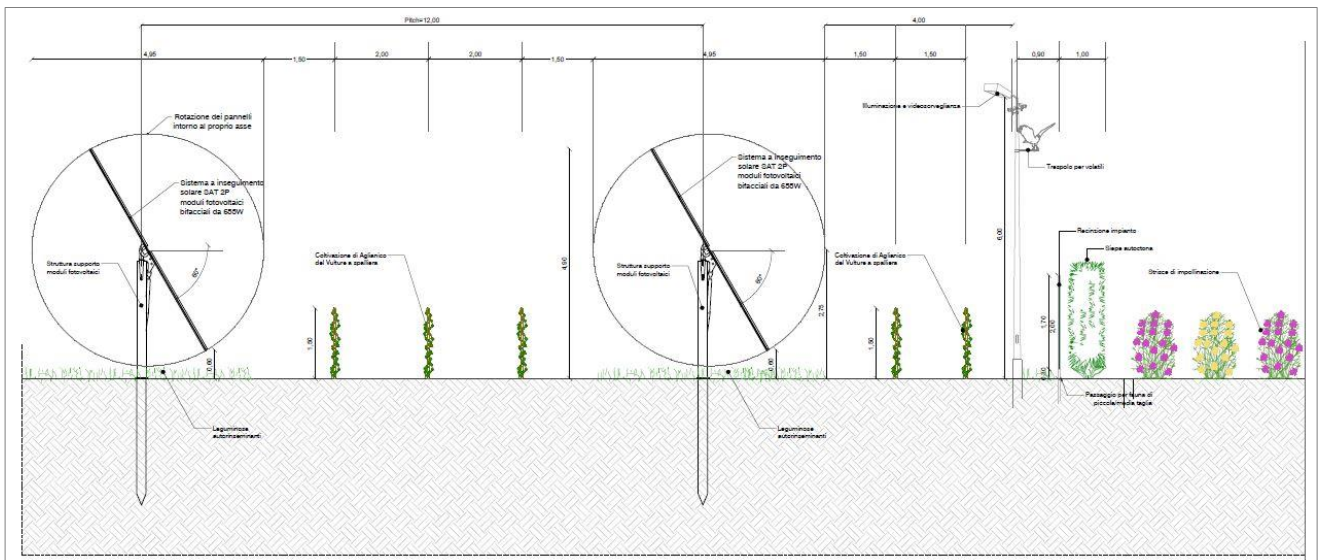 Pitch=12,00
4,00
4,95
2,00
2,00
4,95
1,50
1,50
0,90
1,00
1,50
1,50
Illuminazione e videosorveglianza
Rotazione dei pannelli
intorno al proprio asse
Sistema a inseguimento
solare SAT 2P
moduli fotovoltaici
bifacciali da 655W
Sistema a inseguimento
solare SAT 2P
moduli fotovoltaici
bifacciali da 655W
Trespolo per volatili
Recinzione impianto
Siepe autoctona
Struttura supporto
moduli fotovoltaici
60°
Coltivazione di Aglianico
del Vulture a spalliera
4,90
Struttura supporto
moduli fotovoltaici
60°
Coltivazione di Aglianico
del Vulture a spalliera
6,00
Strisce di impollinazione
2,75
1,50
1,50
1,70
2,00
0,60
0,60
Passaggio per fauna di
piccola/media taglia
Leguminose
autorinseminanti
Leguminose
autorinseminanti